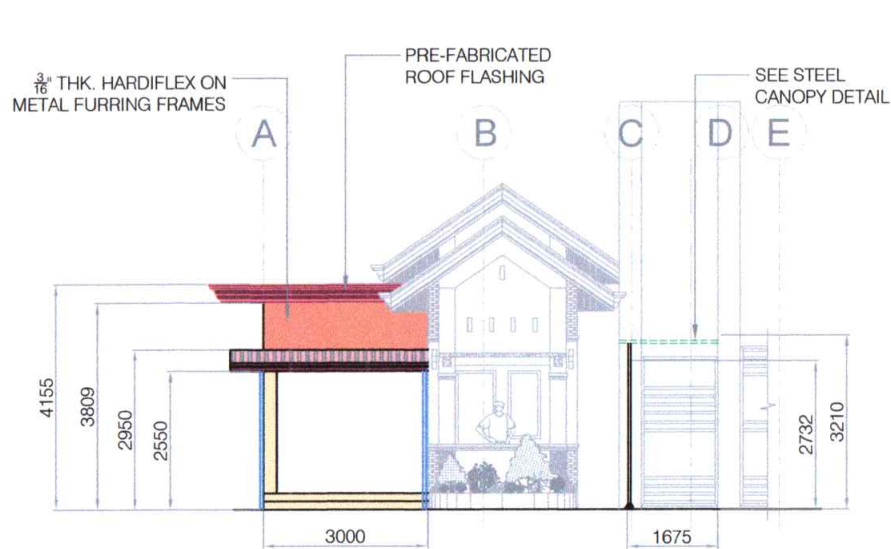 PRE-FABRICATED
ROOF FLASHING
3/16" THK. HARDIFLEX ON
METAL FURRING FRAMES
SEE STEEL
CANOPY DETAIL
A
B
C
D
E
4155
3809
2950
2550
2732
3210
3000
1675